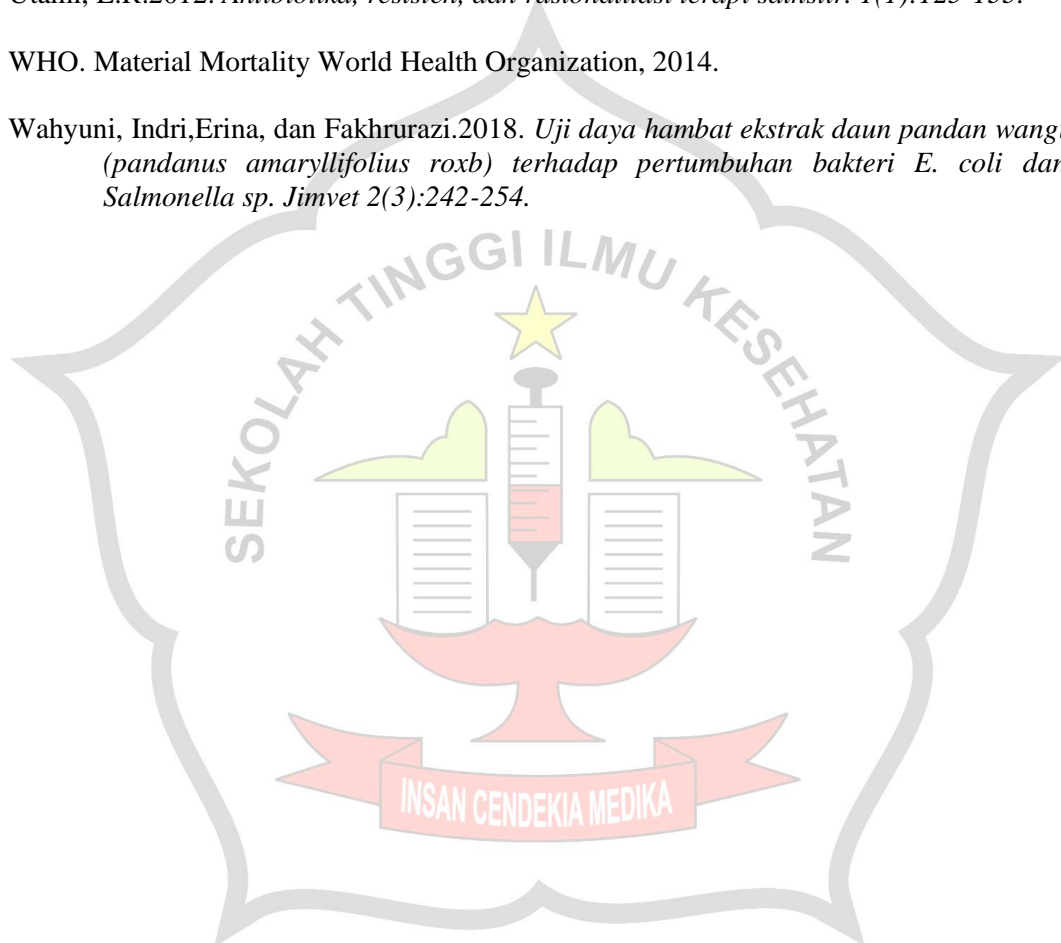 WHO. Material Mortality World Health Organization, 2014.
Wahyuni, Indri,Erina, dan Fakhrurazi.2018. Uji daya hambat ekstrak daun pandan wangi
(pandanus amaryllifolius roxb) terhadap pertumbuhan bakteri E. coli dan
Salmonella sp. Jimvet 2(3):242-254.
SEKOLAH TINGGI ILMU KESEHATAN
INSAN CENDEKIA MEDIKA